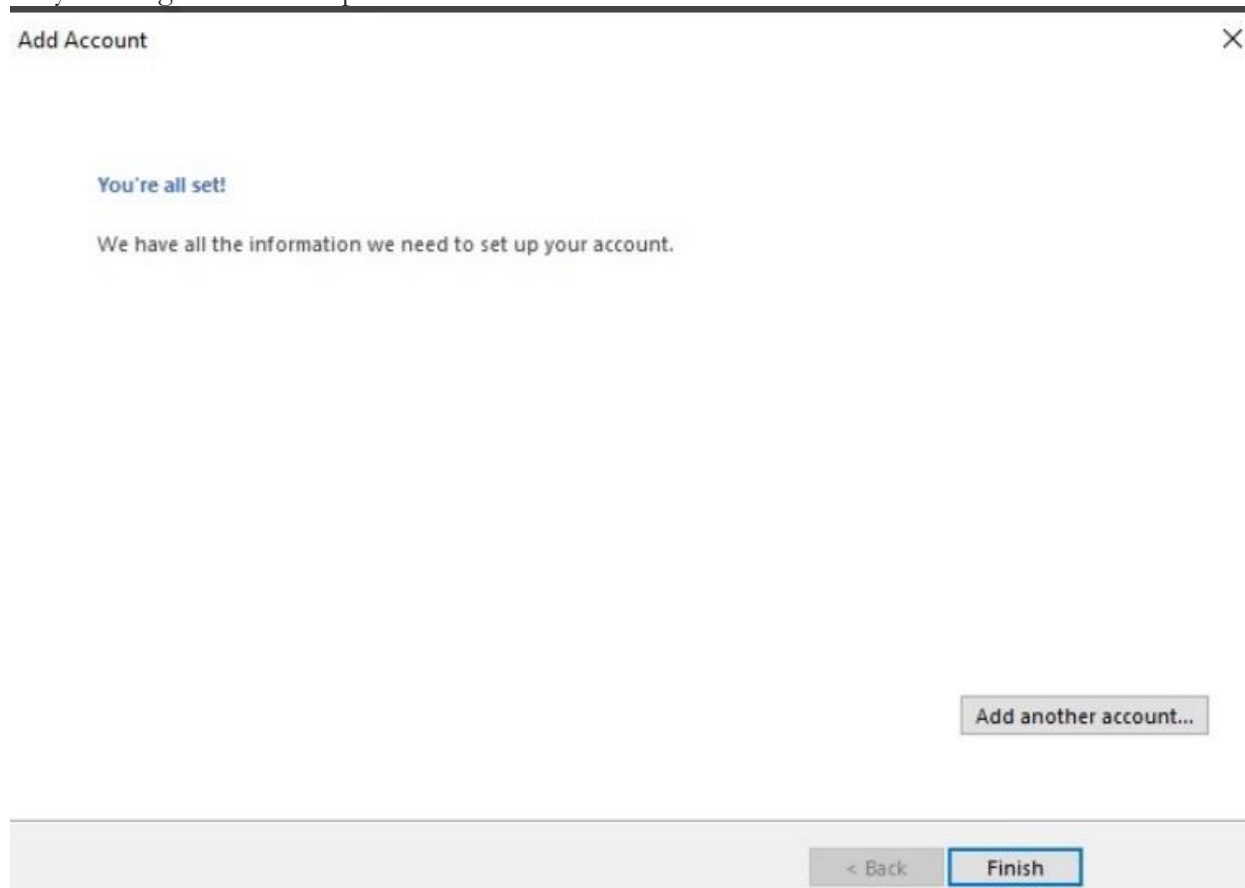 Add Account
You're all set!
We have all the information we need to set up your account.
Add another account...
< Back Finish